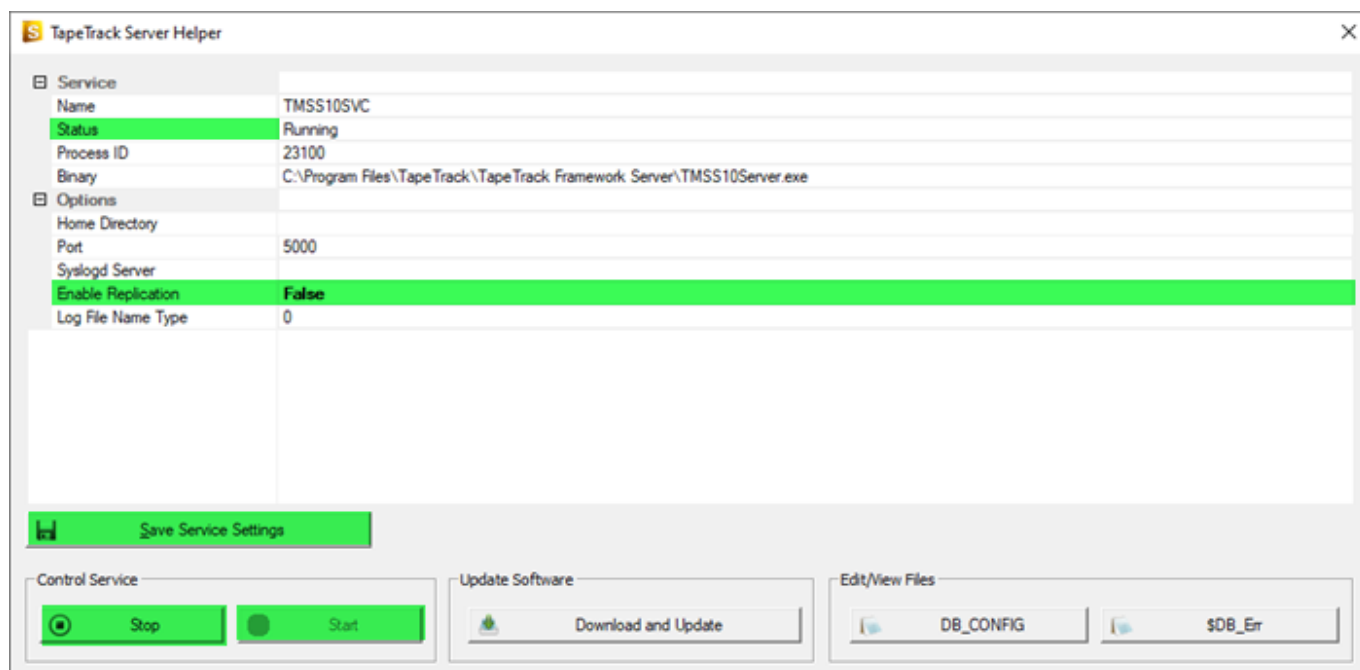 TapeTrack Server Helper
Service
Name TMSS10SVC
Status Running
Process ID 23100
Binary C:\Program Files\TapeTrack\TapeTrack Framework Server\TMSS10Server.exe
Options
Home Directory
Port 5000
Syslogd Server
Enable Replication False
Log File Name Type 0
Save Service Settings
Control Service Update Software Edit/View Files
Stop Start Download and Update DB_CONFIG $DB_Err